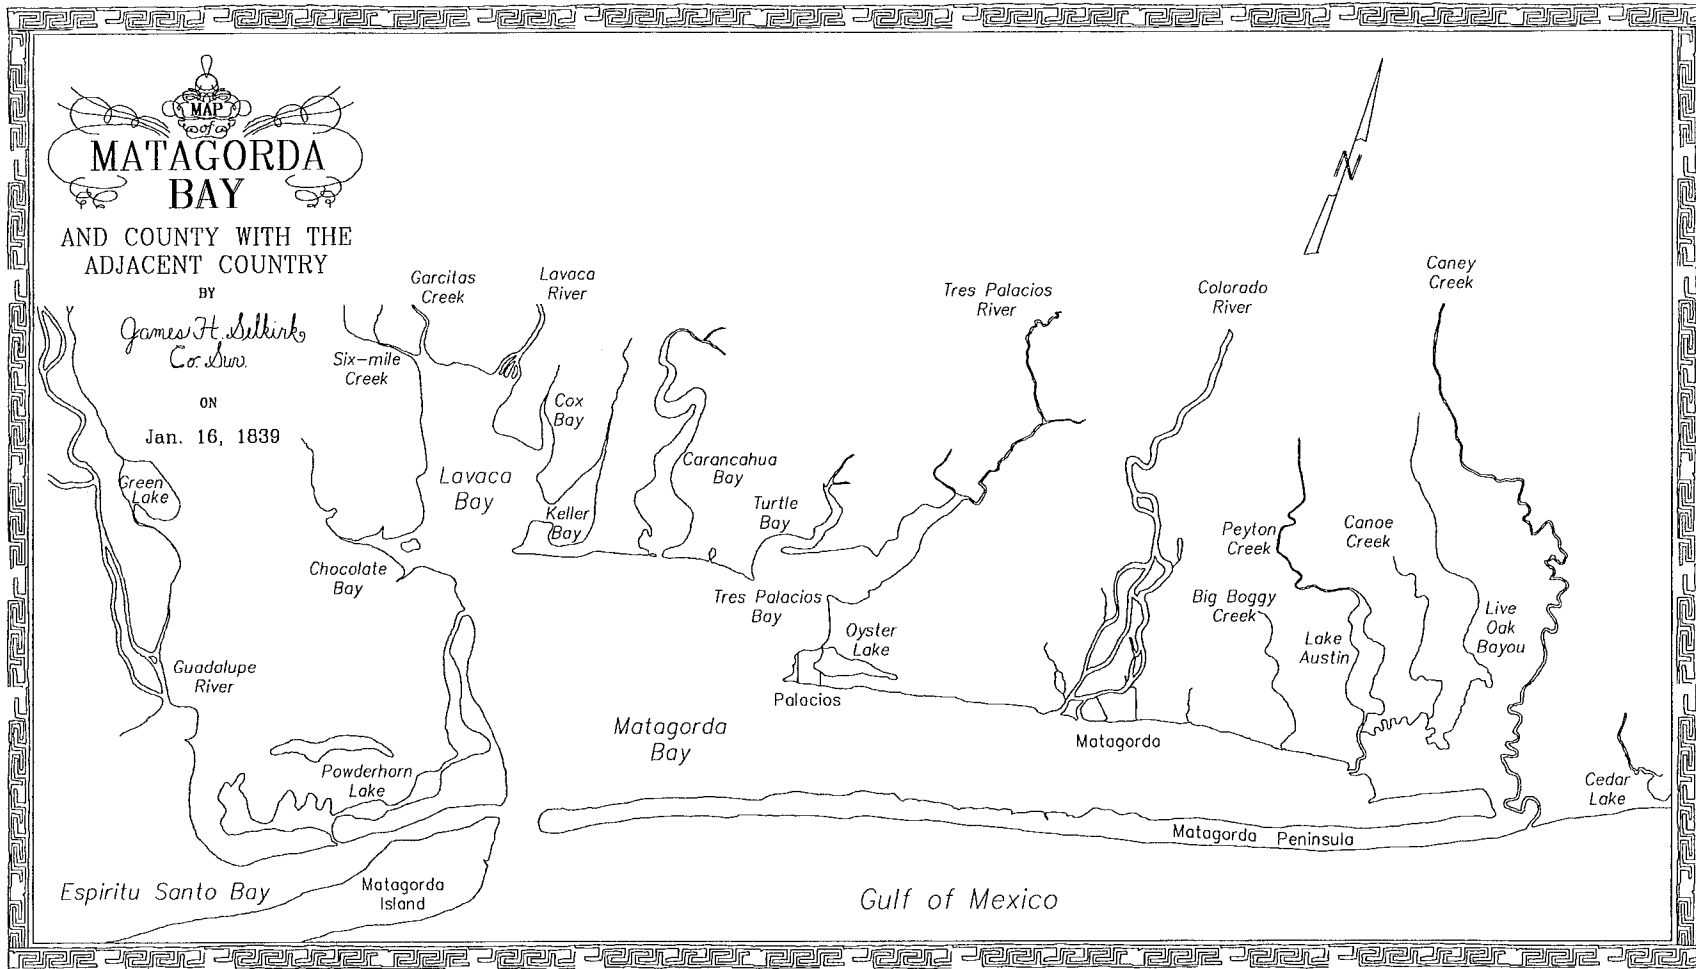 MAP
of
MATAGORDA
BAY
AND COUNTY WITH THE
ADJACENT COUNTRY
BY
James H. Selkirk
Co. Sur.
ON
Jan. 16, 1839
N
Garcitas
Creek
Lavaca
River
Tres Palacios
River
Colorado
River
Caney
Creek
Six-mile
Creek
Cox
Bay
Green
Lake
Lavaca
Bay
Carancahua
Bay
Keller
Bay
Turtle
Bay
Peyton
Creek
Canoe
Creek
Chocolate
Bay
Tres Palacios
Bay
Big Boggy
Creek
Live
Oak
Bayou
Oyster
Lake
Lake
Austin
Guadalupe
River
Palacios
Matagorda
Bay
Matagorda
Powderhorn
Lake
Cedar
Lake
Matagorda Peninsula
Espiritu Santo Bay
Matagorda
Island
Gulf of Mexico